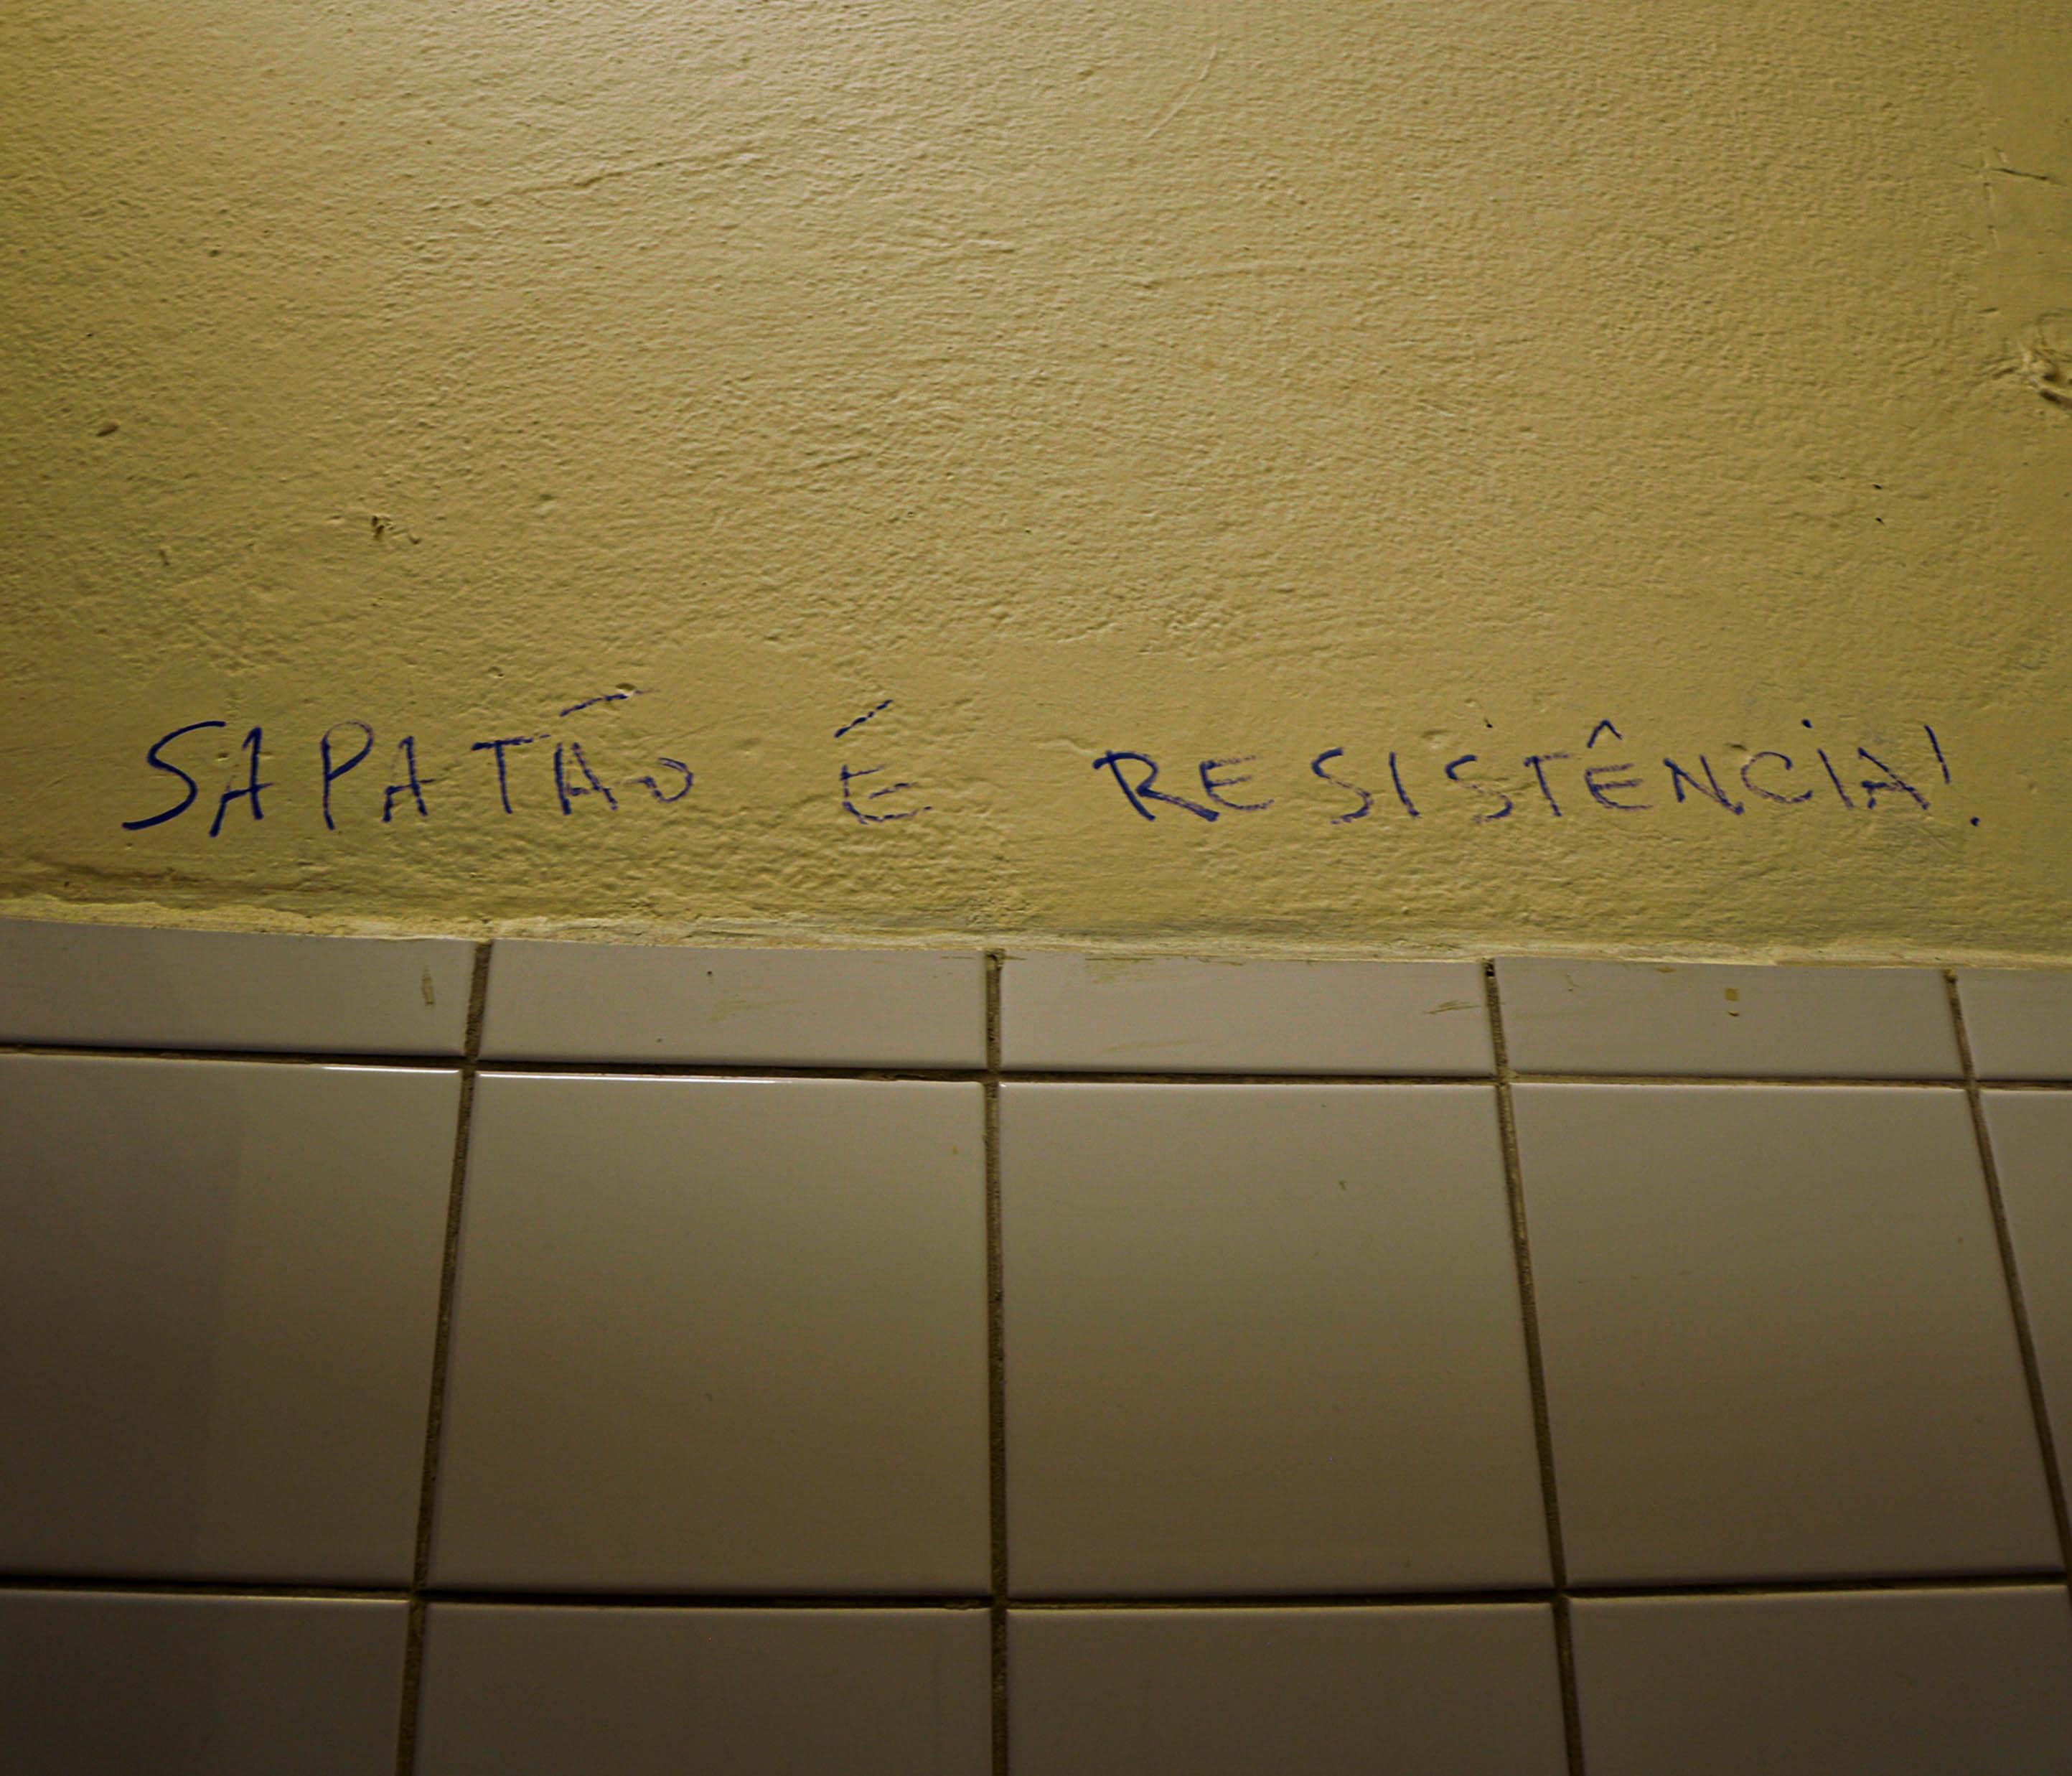 SAPATÃO É RESISTÊNCIA!